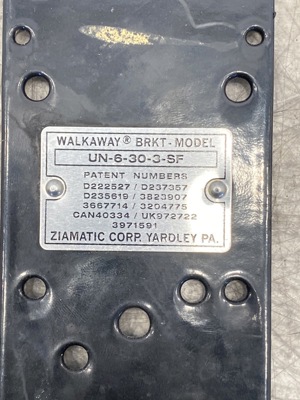 WALKAWAY® BRKT-MODEL
UN-6-30-3-SF
PATENT NUMBERS
D222527/D237357
D235619/3823907
3667714/3204775
CAN40334/UK972722
3971591
ZIAMATIC CORP. YARDLEY PA.